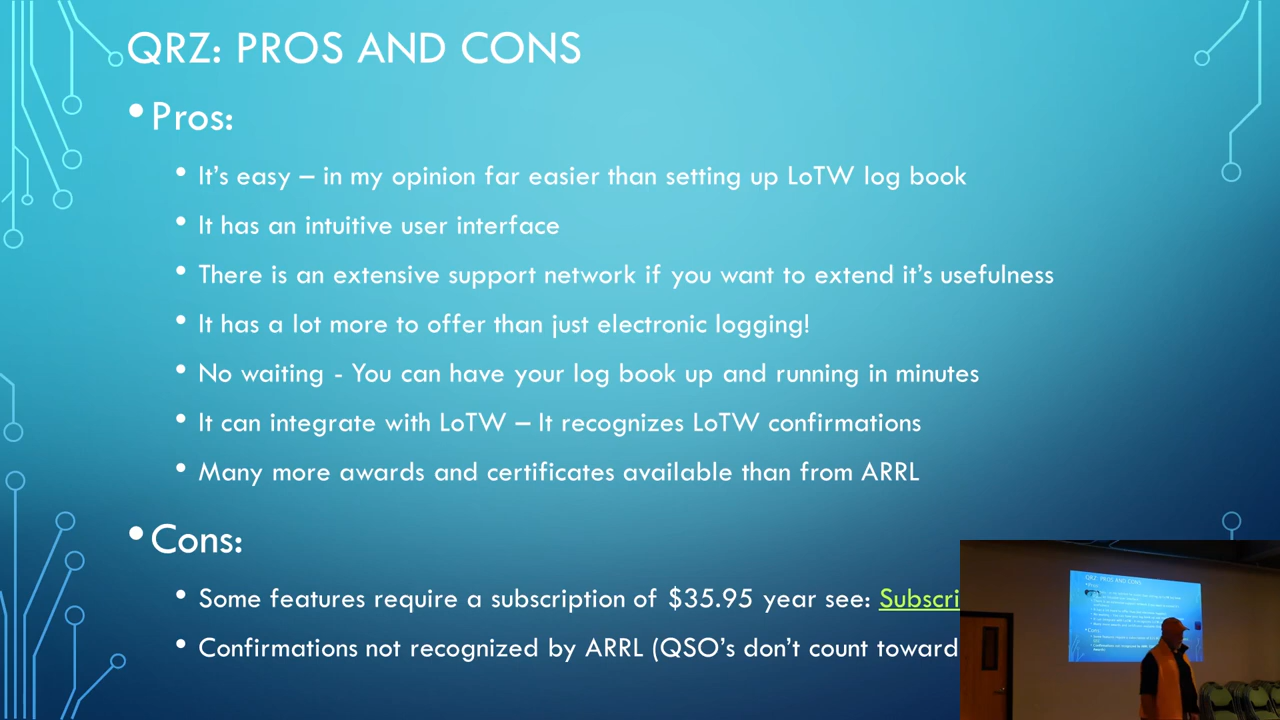 QRZ: PROS AND CONS
• Pros:
• It's easy – in my opinion far easier than setting up LoTW log book
• It has an intuitive user interface
• There is an extensive support network if you want to extend it's usefulness
• It has a lot more to offer than just electronic logging!
• No waiting - You can have your log book up and running in minutes
• It can integrate with LoTW – It recognizes LoTW confirmations
• Many more awards and certificates available than from ARRL
• Cons:
• Some features require a subscription of $35.95 year see: Subscri
• Confirmations not recognized by ARRL (QSO's don't count toward
QRZ: PROS AND CONS